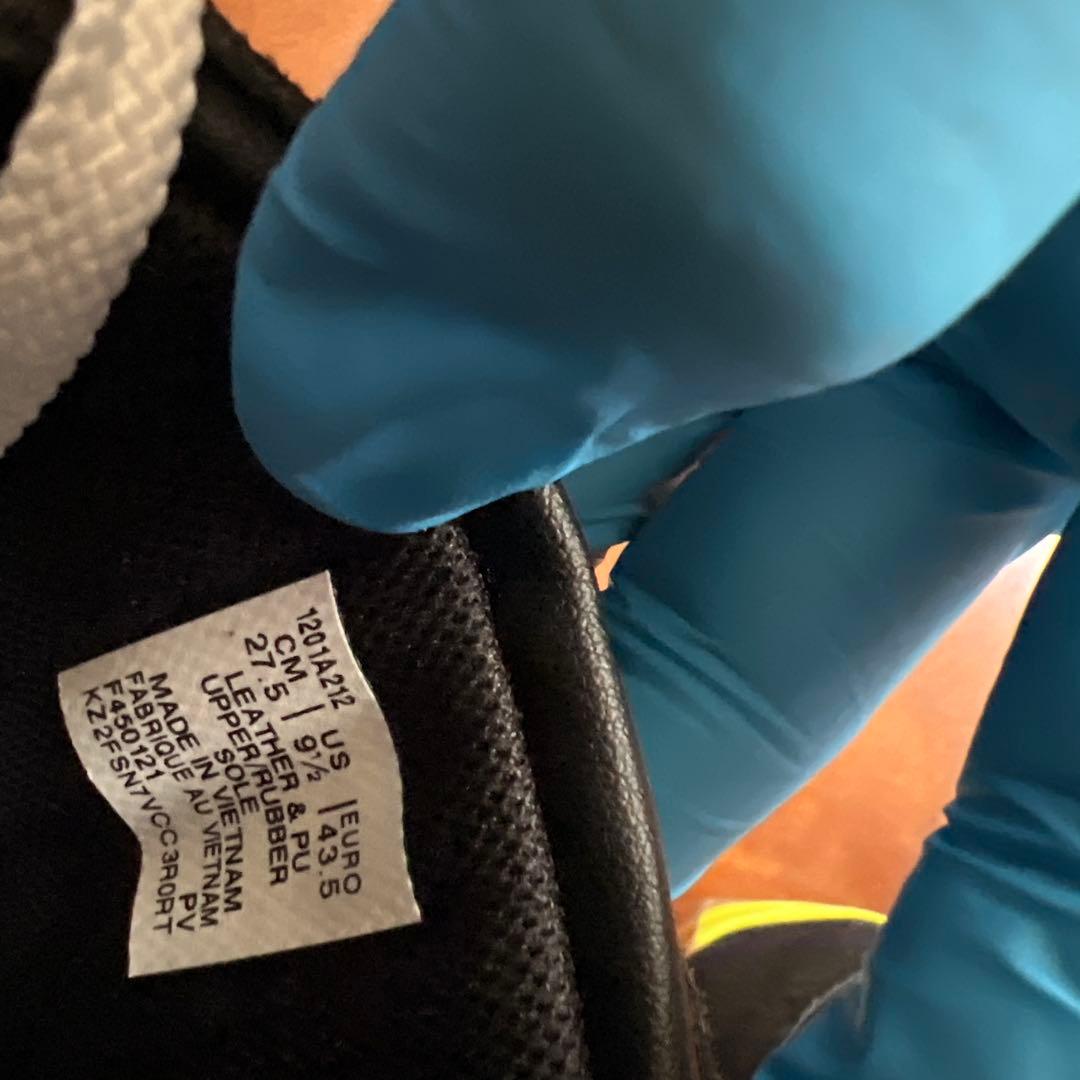 1201A212
CM | US | EURO
27.5 | 9½ | 43.5
LEATHER & PU
UPPER/RUBBER
SOLE
MADE IN VIETNAM
FABRIQUE AU VIETNAM
F450121 PV
KZ2FSN7VCC3R0RT